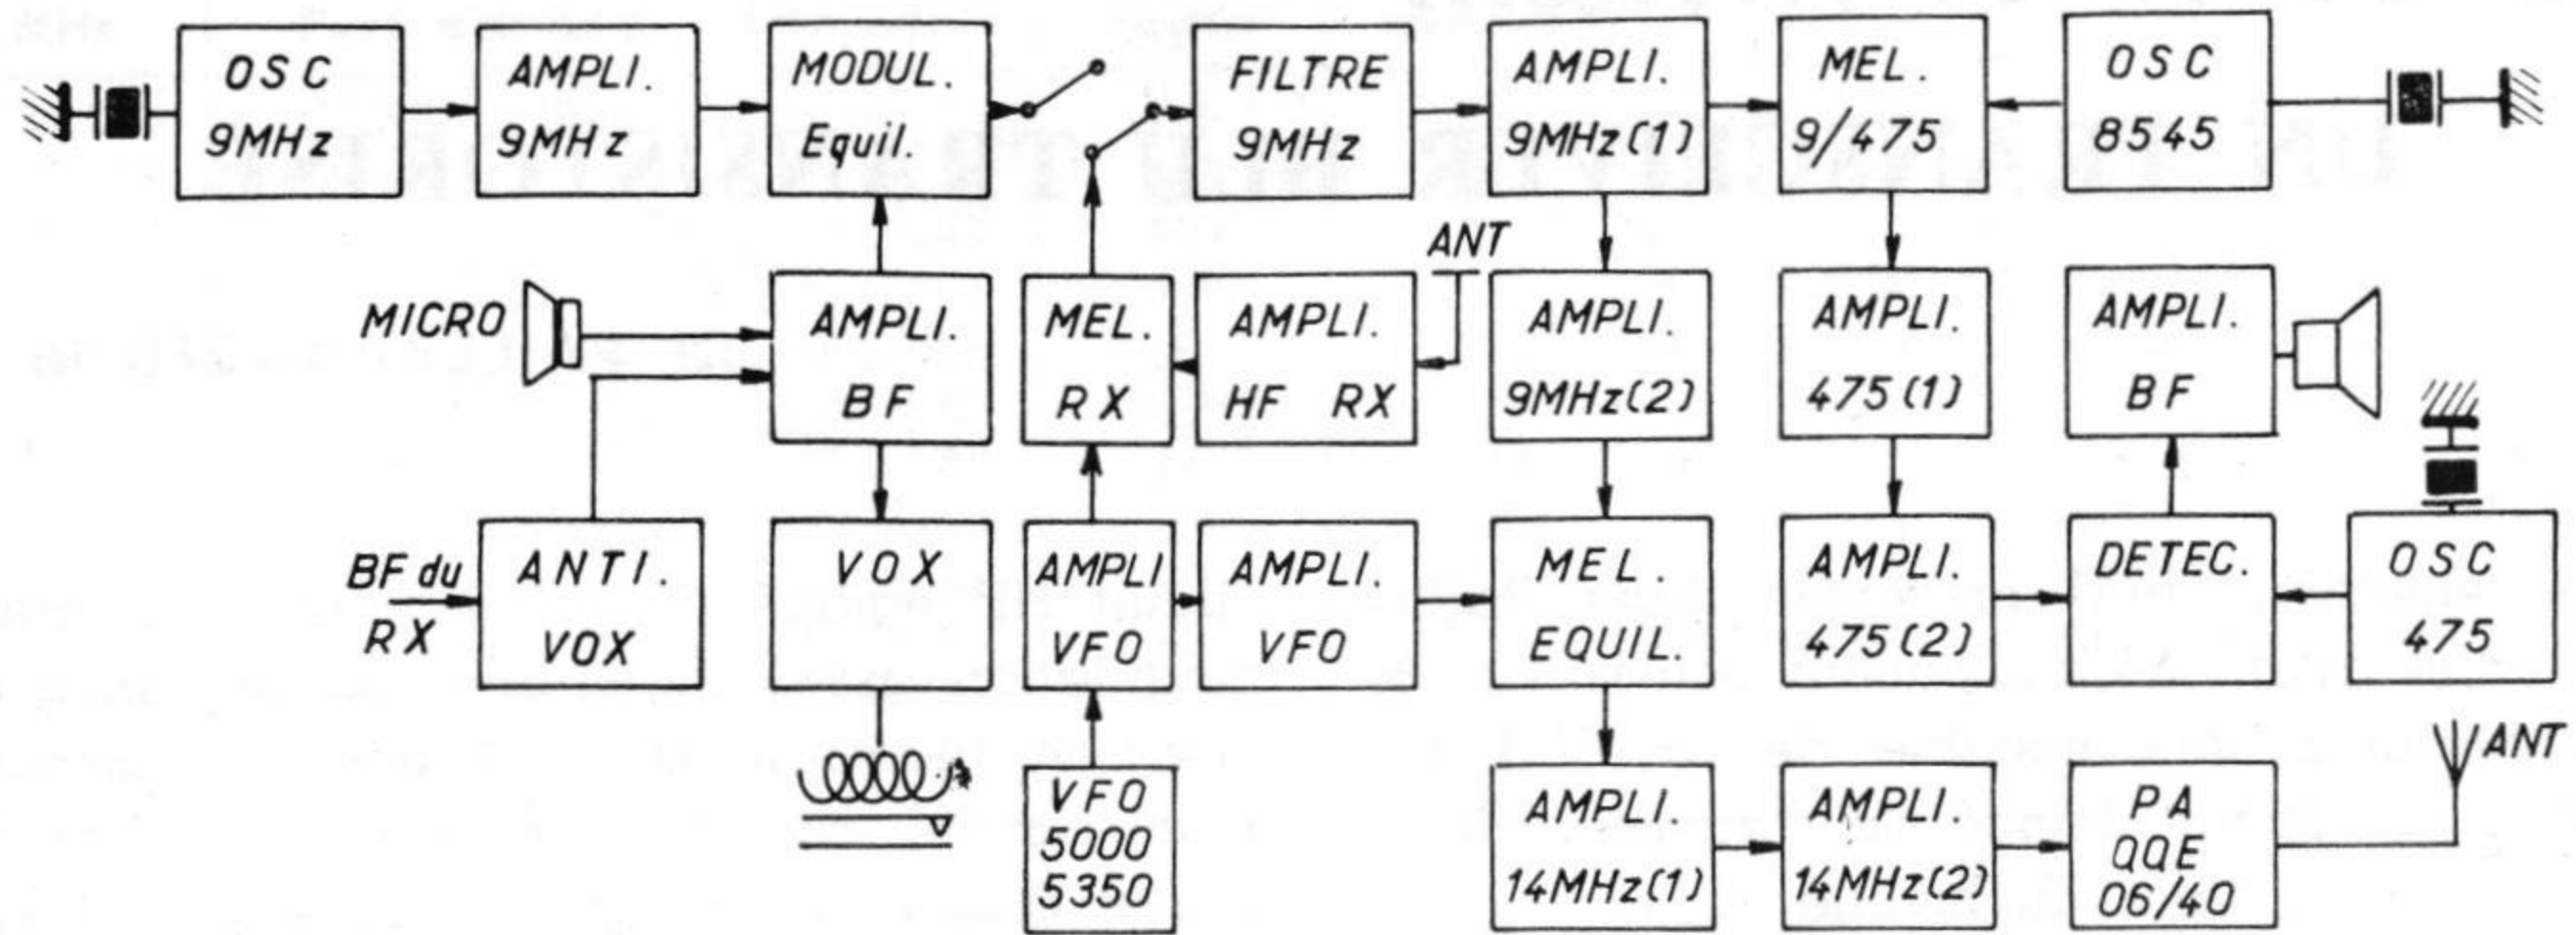 OSC
9MHz
AMPLI.
9MHz
MODUL.
Equil.
FILTRE
9MHz
AMPLI.
9MHz(1)
MEL.
9/475
OSC
8545
ANT
MICRO
AMPLI.
BF
MEL.
RX
AMPLI.
HF RX
AMPLI.
9MHz(2)
AMPLI.
475(1)
AMPLI.
BF
BF du
RX
ANTI.
VOX
VOX
AMPLI
VFO
AMPLI.
VFO
MEL.
EQUIL.
AMPLI.
475(2)
DETEC.
OSC
475
VFO
5000
5350
AMPLI.
14MHz(1)
AMPLI.
14MHz(2)
PA
QQE
06/40
ANT